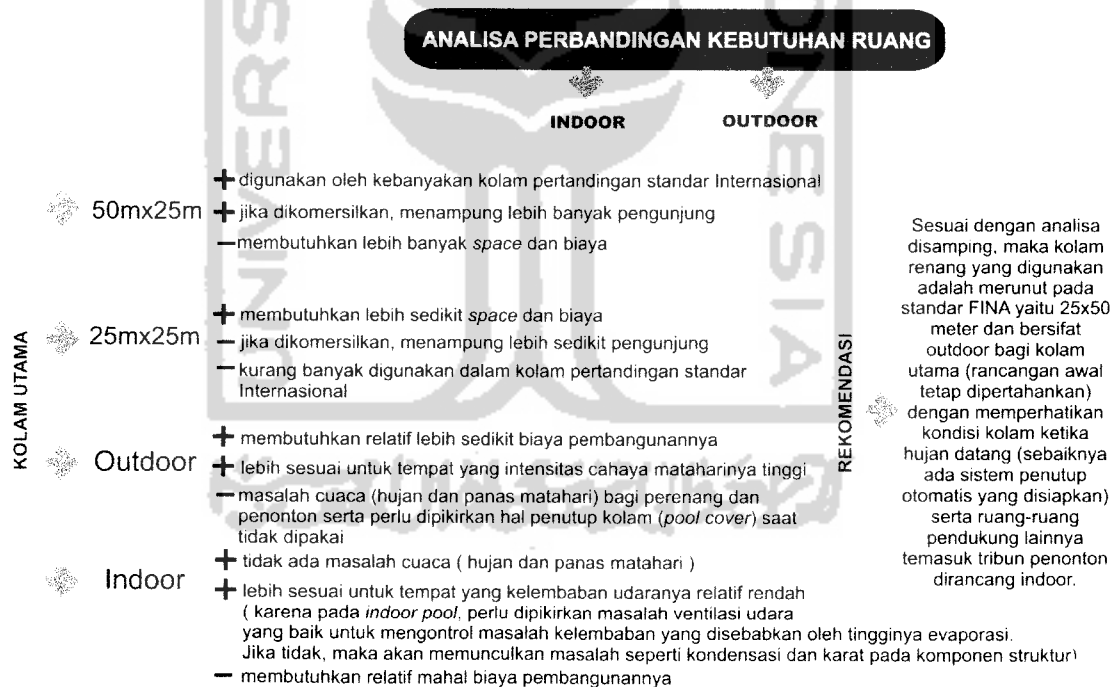 ANALISA PERBANDINGAN KEBUTUHAN RUANG
INDOOR OUTDOOR
KOLAM UTAMA
50mx25m
+ digunakan oleh kebanyakan kolam pertandingan standar Internasional
+ jika dikomersilkan, menampung lebih banyak pengunjung
– membutuhkan lebih banyak space dan biaya
25mx25m
+ membutuhkan lebih sedikit space dan biaya
– jika dikomersilkan, menampung lebih sedikit pengunjung
– kurang banyak digunakan dalam kolam pertandingan standar
Internasional
Outdoor
+ membutuhkan relatif lebih sedikit biaya pembangunannya
+ lebih sesuai untuk tempat yang intensitas cahaya mataharinya tinggi
– masalah cuaca (hujan dan panas matahari) bagi perenang dan
penonton serta perlu dipikirkan hal penutup kolam (pool cover) saat
tidak dipakai
Indoor
+ tidak ada masalah cuaca ( hujan dan panas matahari )
+ lebih sesuai untuk tempat yang kelembaban udaranya relatif rendah
( karena pada indoor pool, perlu dipikirkan masalah ventilasi udara
yang baik untuk mengontrol masalah kelembaban yang disebabkan oleh tingginya evaporasi.
Jika tidak, maka akan memunculkan masalah seperti kondensasi dan karat pada komponen struktur)
– membutuhkan relatif mahal biaya pembangunannya
REKOMENDASI
Sesuai dengan analisa
disamping, maka kolam
renang yang digunakan
adalah merunut pada
standar FINA yaitu 25x50
meter dan bersifat
outdoor bagi kolam
utama (rancangan awal
tetap dipertahankan)
dengan memperhatikan
kondisi kolam ketika
hujan datang (sebaiknya
ada sistem penutup
otomatis yang disiapkan)
serta ruang-ruang
pendukung lainnya
temasuk tribun penonton
dirancang indoor.